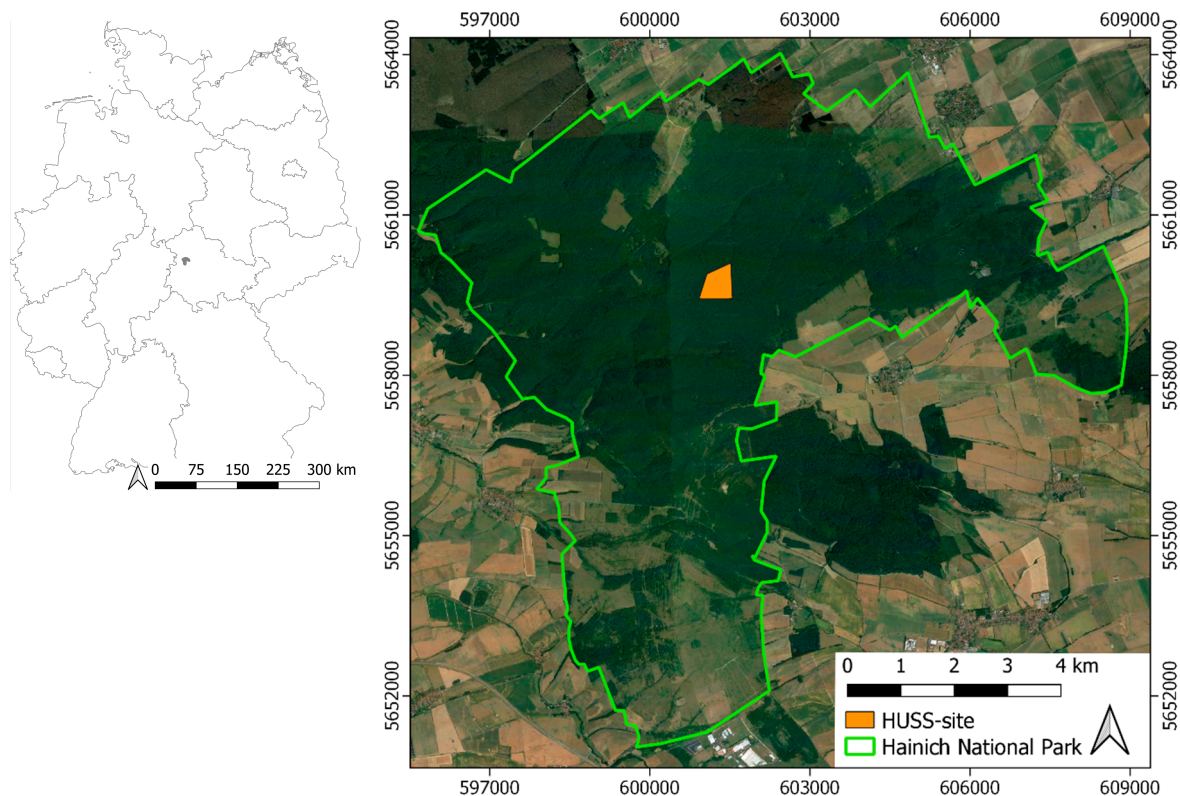 597000 600000 603000 606000 609000
5664000 5664000
5661000 5661000
5658000 5658000
5655000 5655000
5652000 5652000
0 75 150 225 300 km
0 1 2 3 4 km
HUSS-site
Hainich National Park
597000 600000 603000 606000 609000